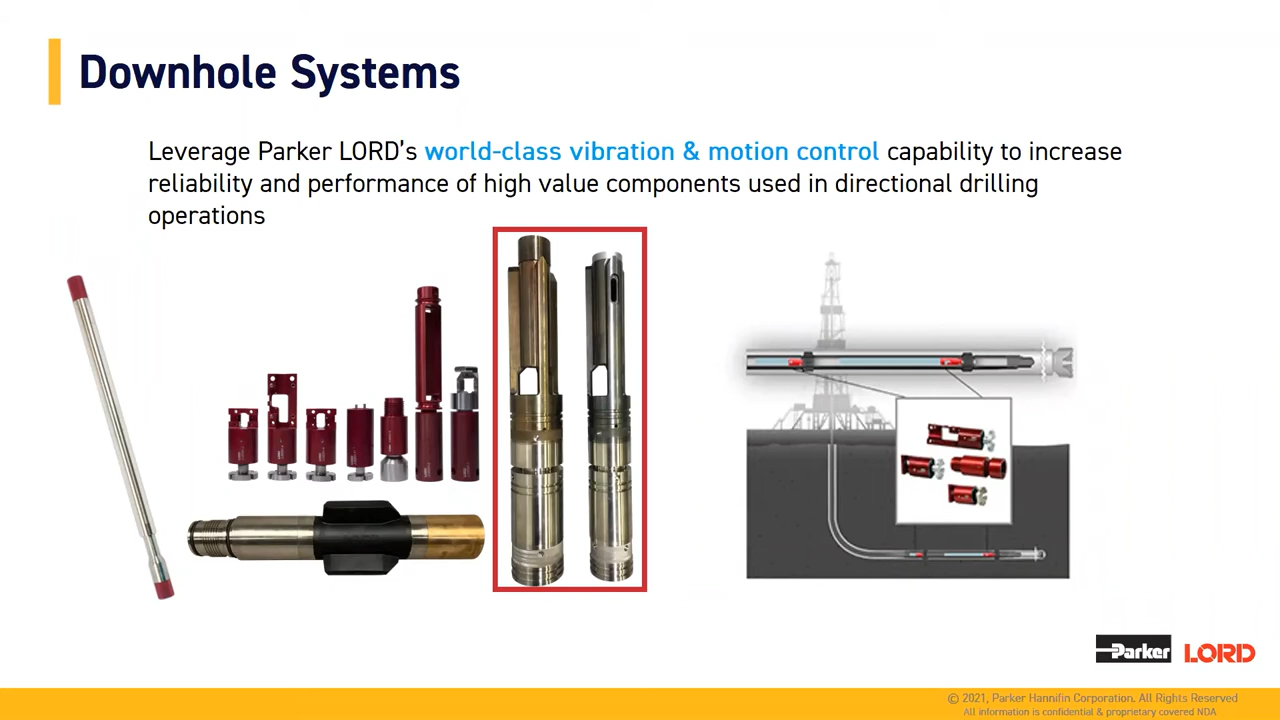 Downhole Systems
Leverage Parker LORD's world-class vibration & motion control capability to increase
reliability and performance of high value components used in directional drilling
operations
Parker LORD
© 2021, Parker Hannifin Corporation. All Rights Reserved
All information is confidential & proprietary covered NDA